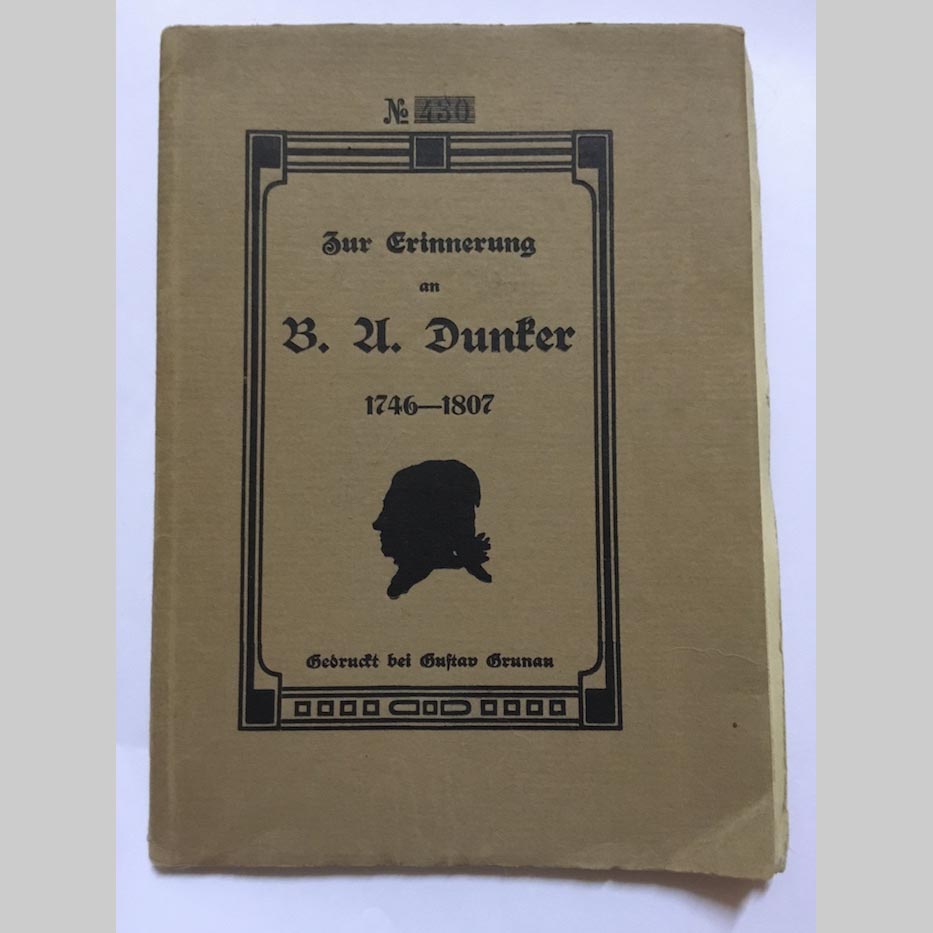 № 430
Zur Erinnerung
an
B. A. Dunker
1746—1807
Gedruckt bei Gustav Grunau